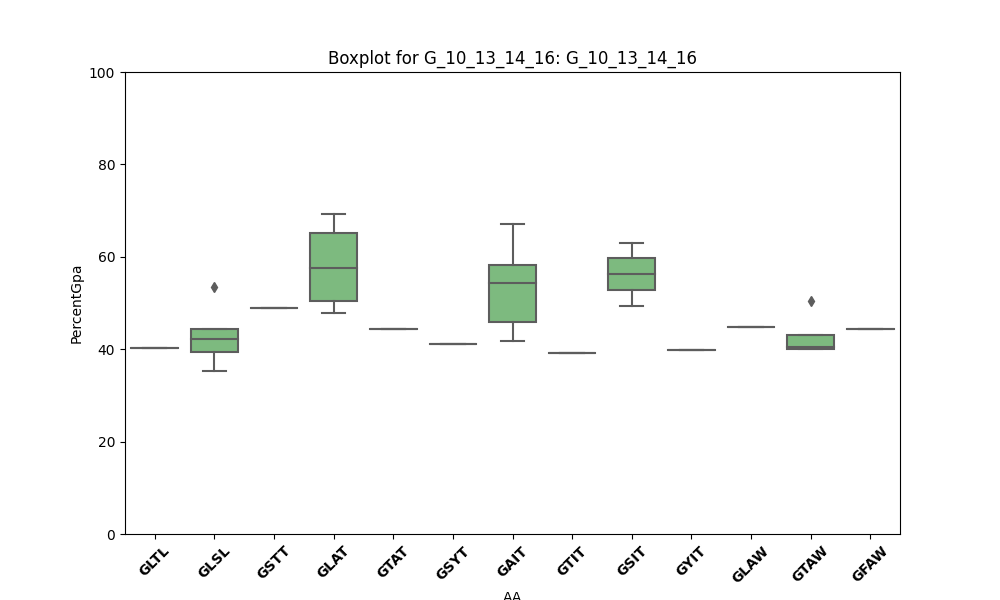 Boxplot for G_10_13_14_16: G_10_13_14_16
100
80
60
40
20
0
PercentGpa
GLTL
GLSL
GSTT
GLAT
GTAT
GSYT
GAIT
GTIT
GSIT
GYIT
GLAW
GTAW
GFAW
AA